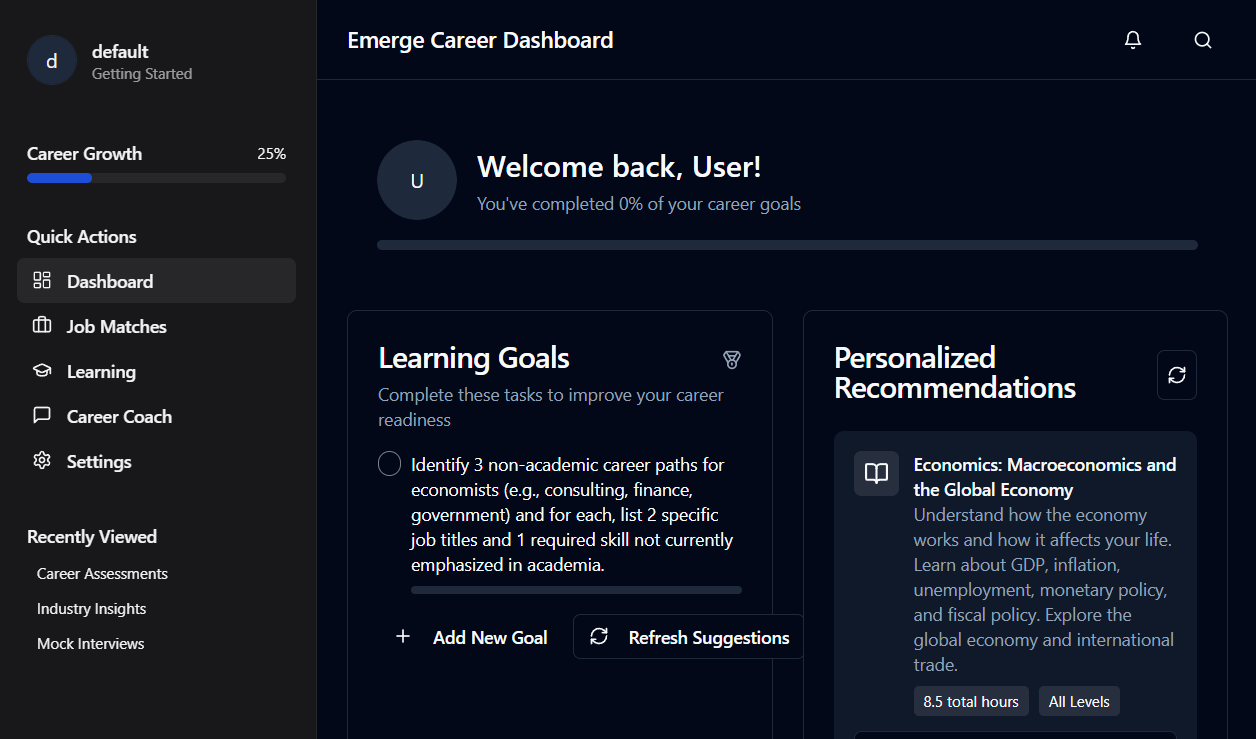 d
default
Getting Started
Career Growth
25%
Quick Actions
Dashboard
Job Matches
Learning
Career Coach
Settings
Recently Viewed
Career Assessments
Industry Insights
Mock Interviews
Emerge Career Dashboard
U
Welcome back, User!
You've completed 0% of your career goals
Learning Goals
Complete these tasks to improve your career
readiness
Identify 3 non-academic career paths for
economists (e.g., consulting, finance,
government) and for each, list 2 specific
job titles and 1 required skill not currently
emphasized in academia.
Add New Goal
Refresh Suggestions
Personalized
Recommendations
Economics: Macroeconomics and
the Global Economy
Understand how the economy
works and how it affects your life.
Learn about GDP, inflation,
unemployment, monetary policy,
and fiscal policy. Explore the
global economy and international
trade.
8.5 total hours
All Levels